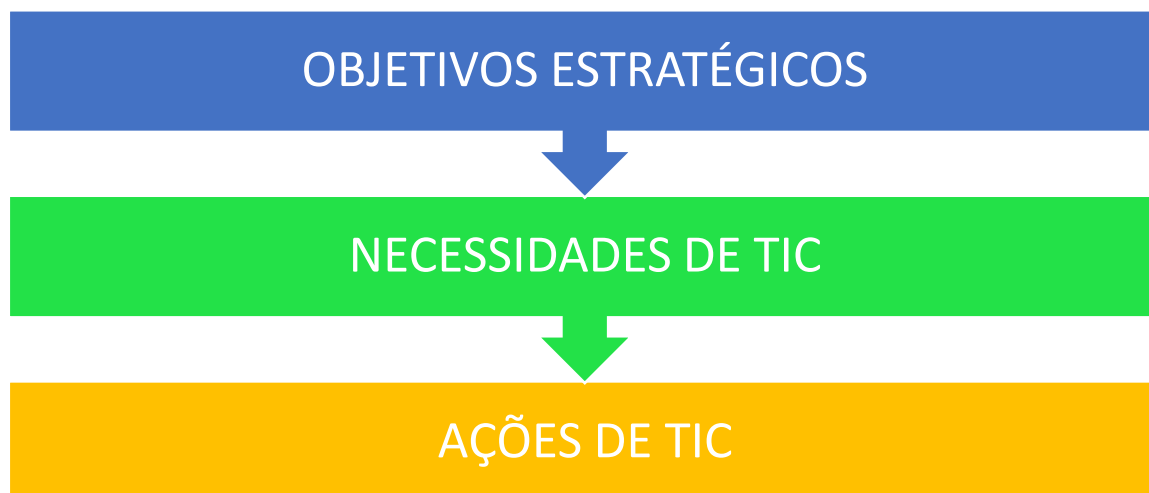 OBJETIVOS ESTRATÉGICOS
NECESSIDADES DE TIC
AÇÕES DE TIC